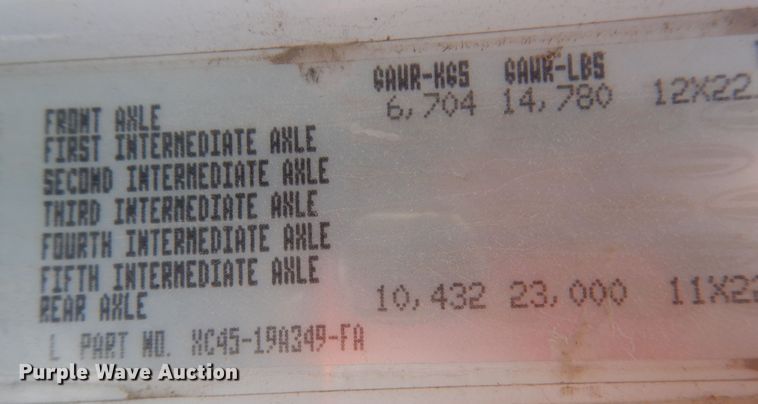 GAWR-KGS GAWR-LBS
FRONT AXLE 6,704 14,780 12X22
FIRST INTERMEDIATE AXLE
SECOND INTERMEDIATE AXLE
THIRD INTERMEDIATE AXLE
FOURTH INTERMEDIATE AXLE
FIFTH INTERMEDIATE AXLE
REAR AXLE 10,432 23,000 11X22
L PART NO. XC45-19A349-FA
Purple Wave Auction